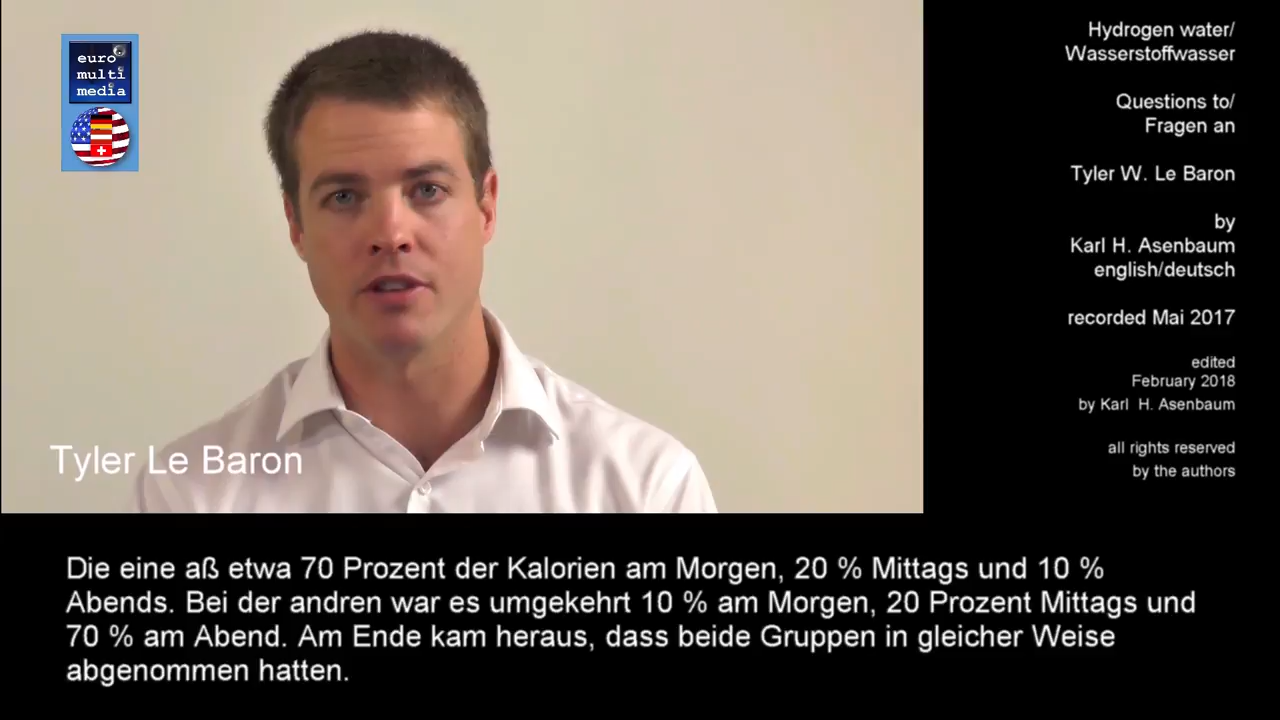 euro
multi
media
Tyler Le Baron
Hydrogen water/
Wasserstoffwasser
Questions to/
Fragen an
Tyler W. Le Baron
by
Karl H. Asenbaum
english/deutsch
recorded Mai 2017
edited
February 2018
by Karl H. Asenbaum
all rights reserved
by the authors
Die eine aß etwa 70 Prozent der Kalorien am Morgen, 20 % Mittags und 10 %
Abends. Bei der andren war es umgekehrt 10 % am Morgen, 20 Prozent Mittags und
70 % am Abend. Am Ende kam heraus, dass beide Gruppen in gleicher Weise
abgenommen hatten.